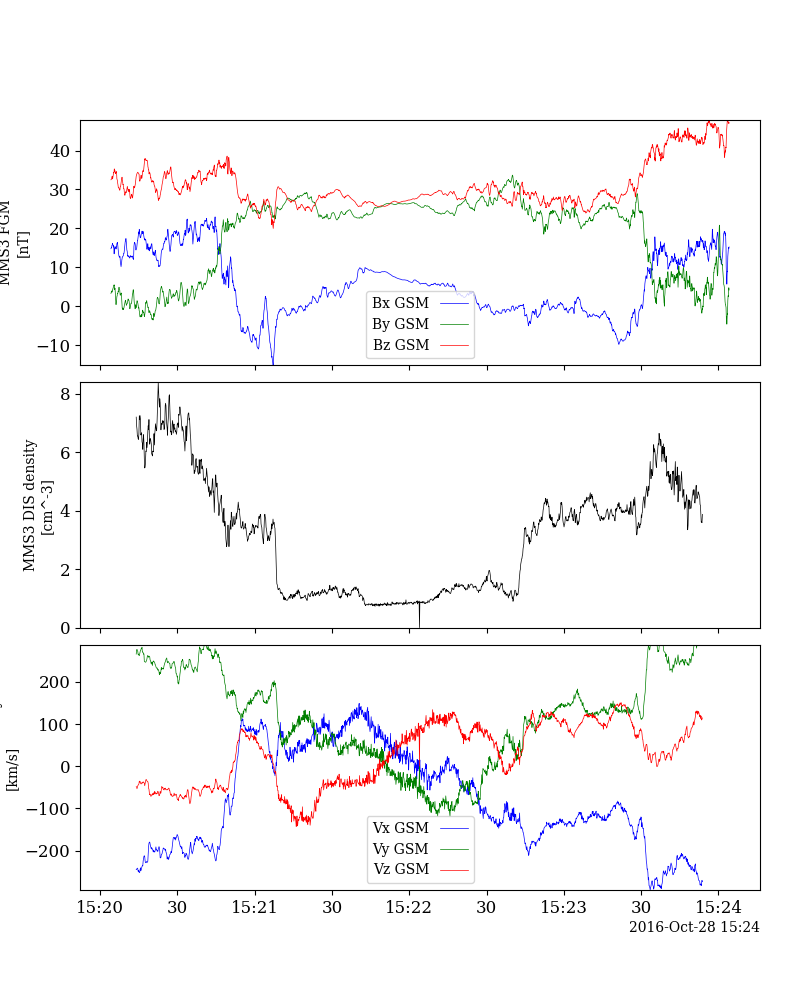 MMS3 FGM
[nT]
40
30
20
10
0
−10
Bx GSM
By GSM
Bz GSM
MMS3 DIS density
[cm^-3]
8
6
4
2
0
[km/s]
200
100
0
−100
−200
Vx GSM
Vy GSM
Vz GSM
15:20 30 15:21 30 15:22 30 15:23 30 15:24
2016-Oct-28 15:24